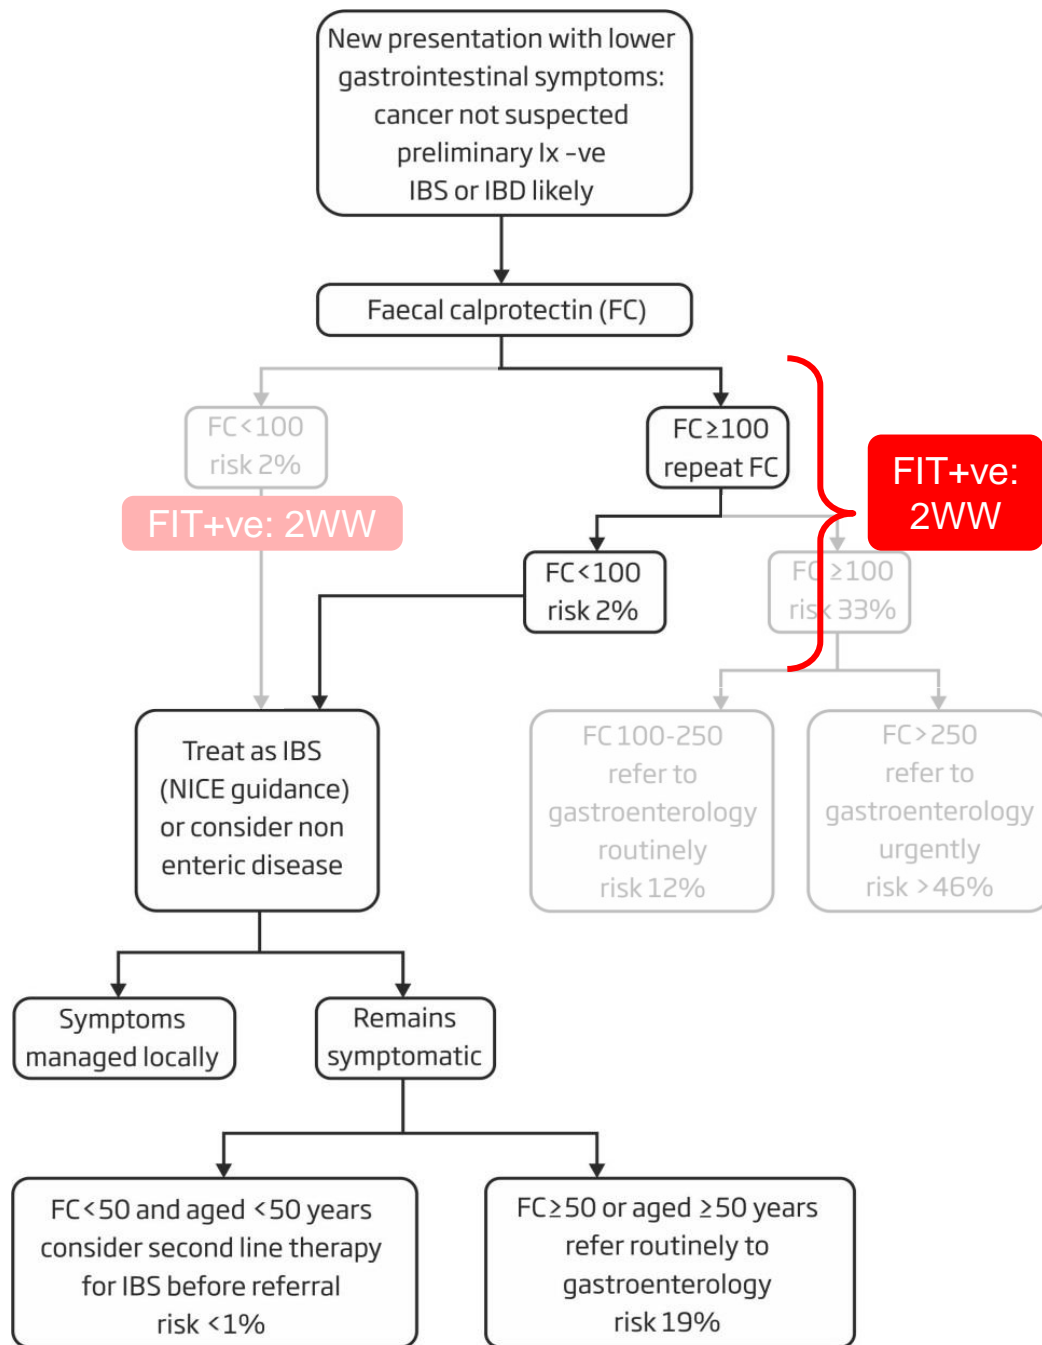 New presentation with lower
gastrointestinal symptoms:
cancer not suspected
preliminary Ix -ve
IBS or IBD likely
Faecal calprotectin (FC)
FC<100
risk 2%
FC≥100
repeat FC
FIT+ve: 2WW
FIT+ve:
2WW
FC<100
risk 2%
FC ≥100
risk 33%
Treat as IBS
(NICE guidance)
or consider non
enteric disease
FC 100-250
refer to
gastroenterology
routinely
risk 12%
FC>250
refer to
gastroenterology
urgently
risk >46%
Symptoms
managed locally
Remains
symptomatic
FC<50 and aged <50 years
consider second line therapy
for IBS before referral
risk <1%
FC≥50 or aged ≥50 years
refer routinely to
gastroenterology
risk 19%